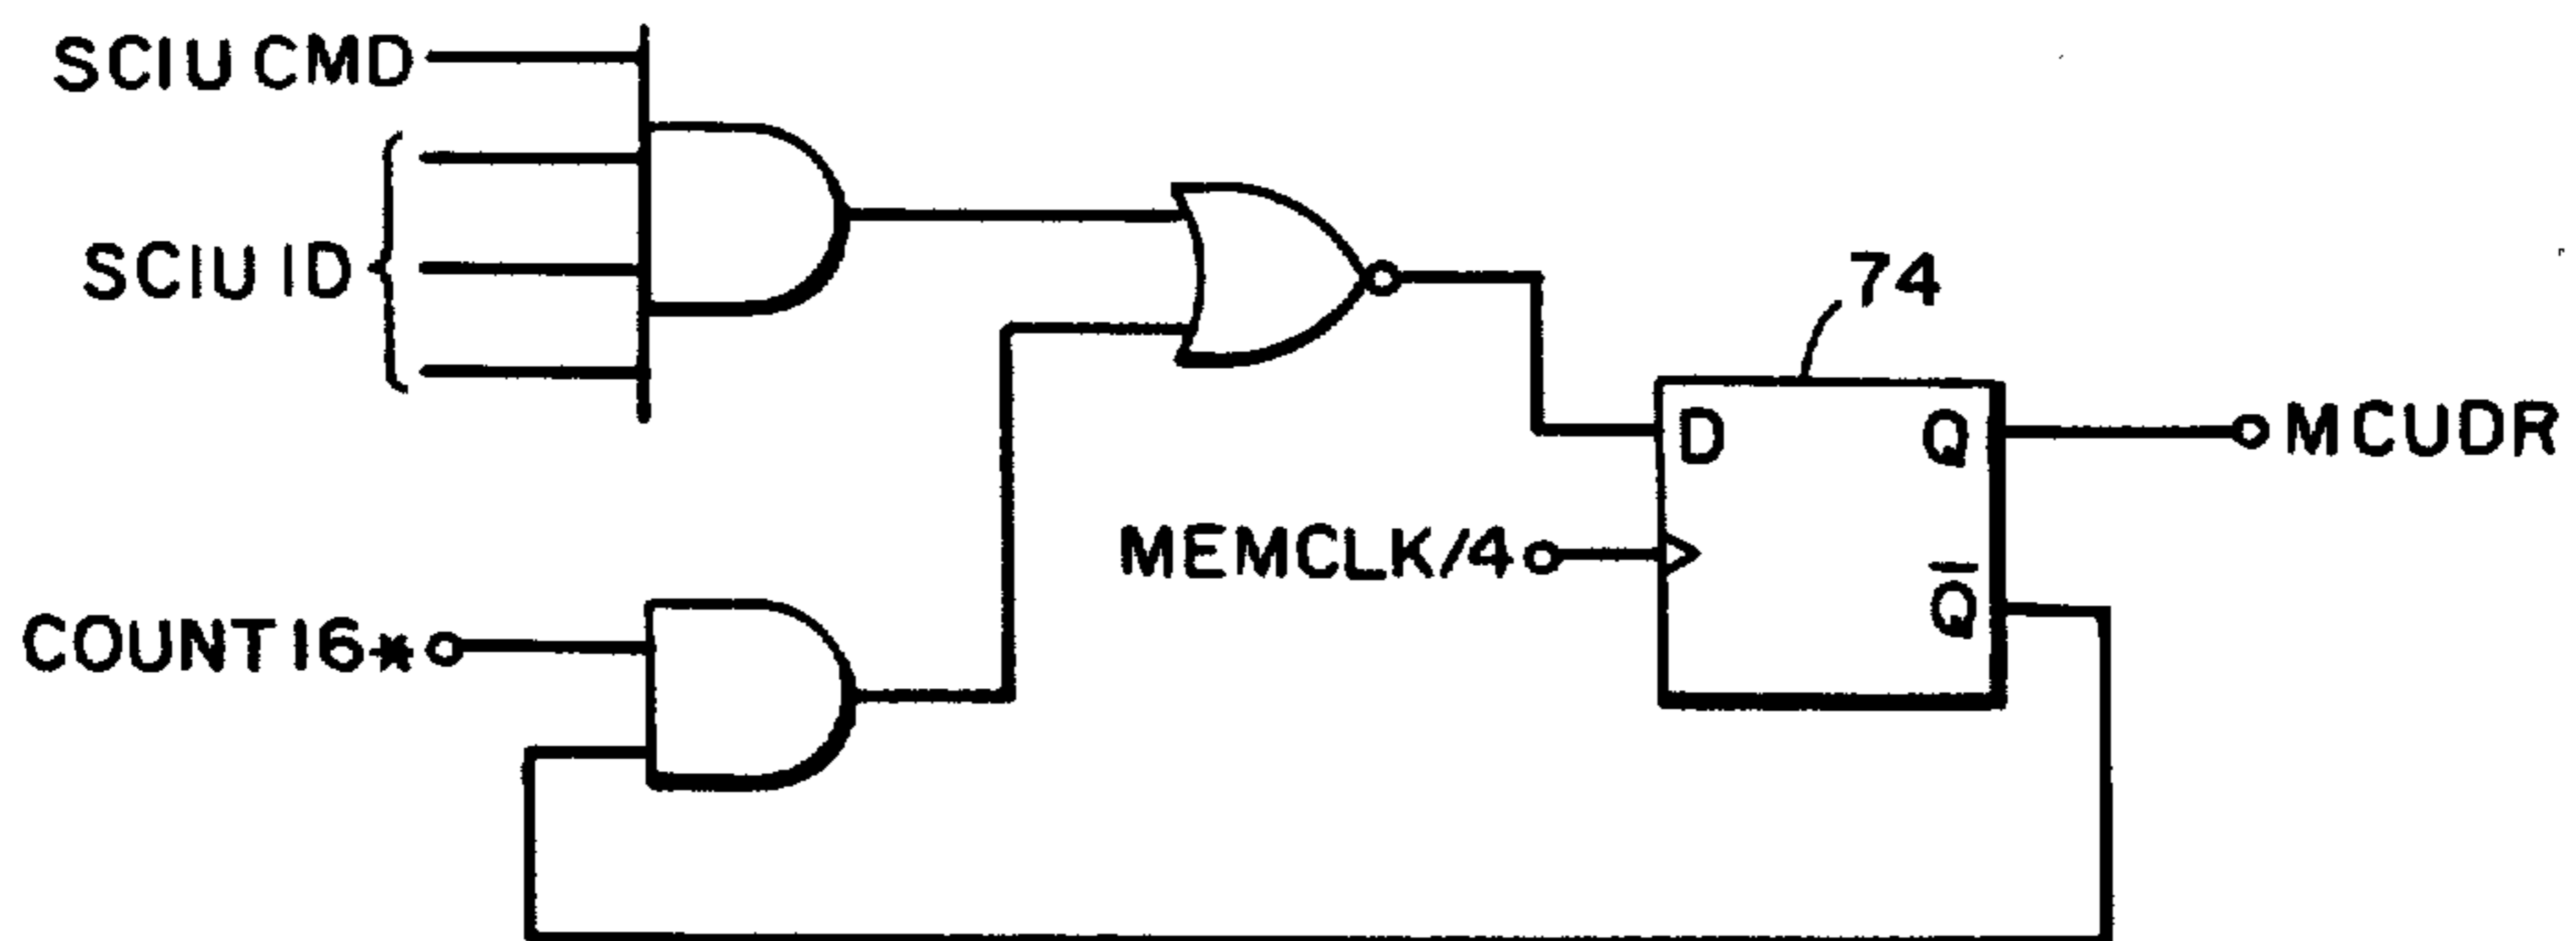 SCIU CMD
SCIU ID
74
D
Q
MCUDR
MEMCLK/4
Q̅
COUNT 16*